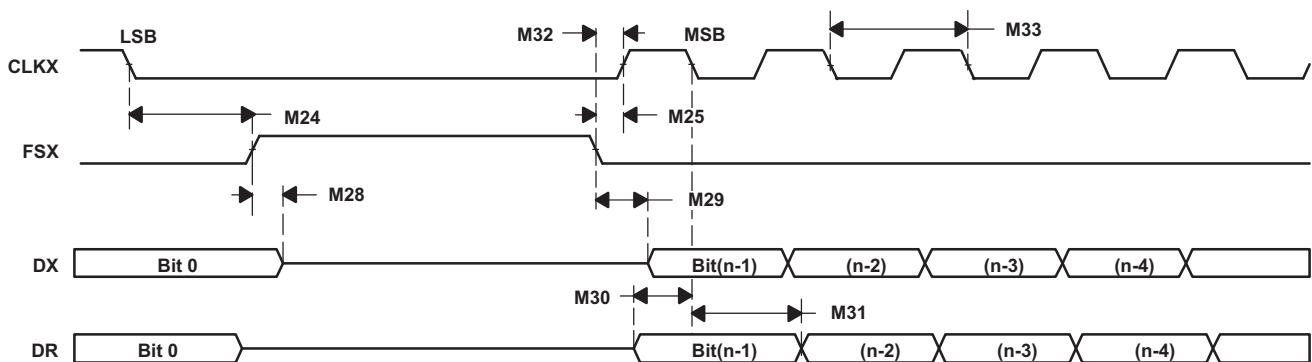 LSB M32 MSB M33
CLKX
M24 M25
FSX
M28 M29
DX Bit 0 Bit(n-1) (n-2) (n-3) (n-4)
M30 M31
DR Bit 0 Bit(n-1) (n-2) (n-3) (n-4)